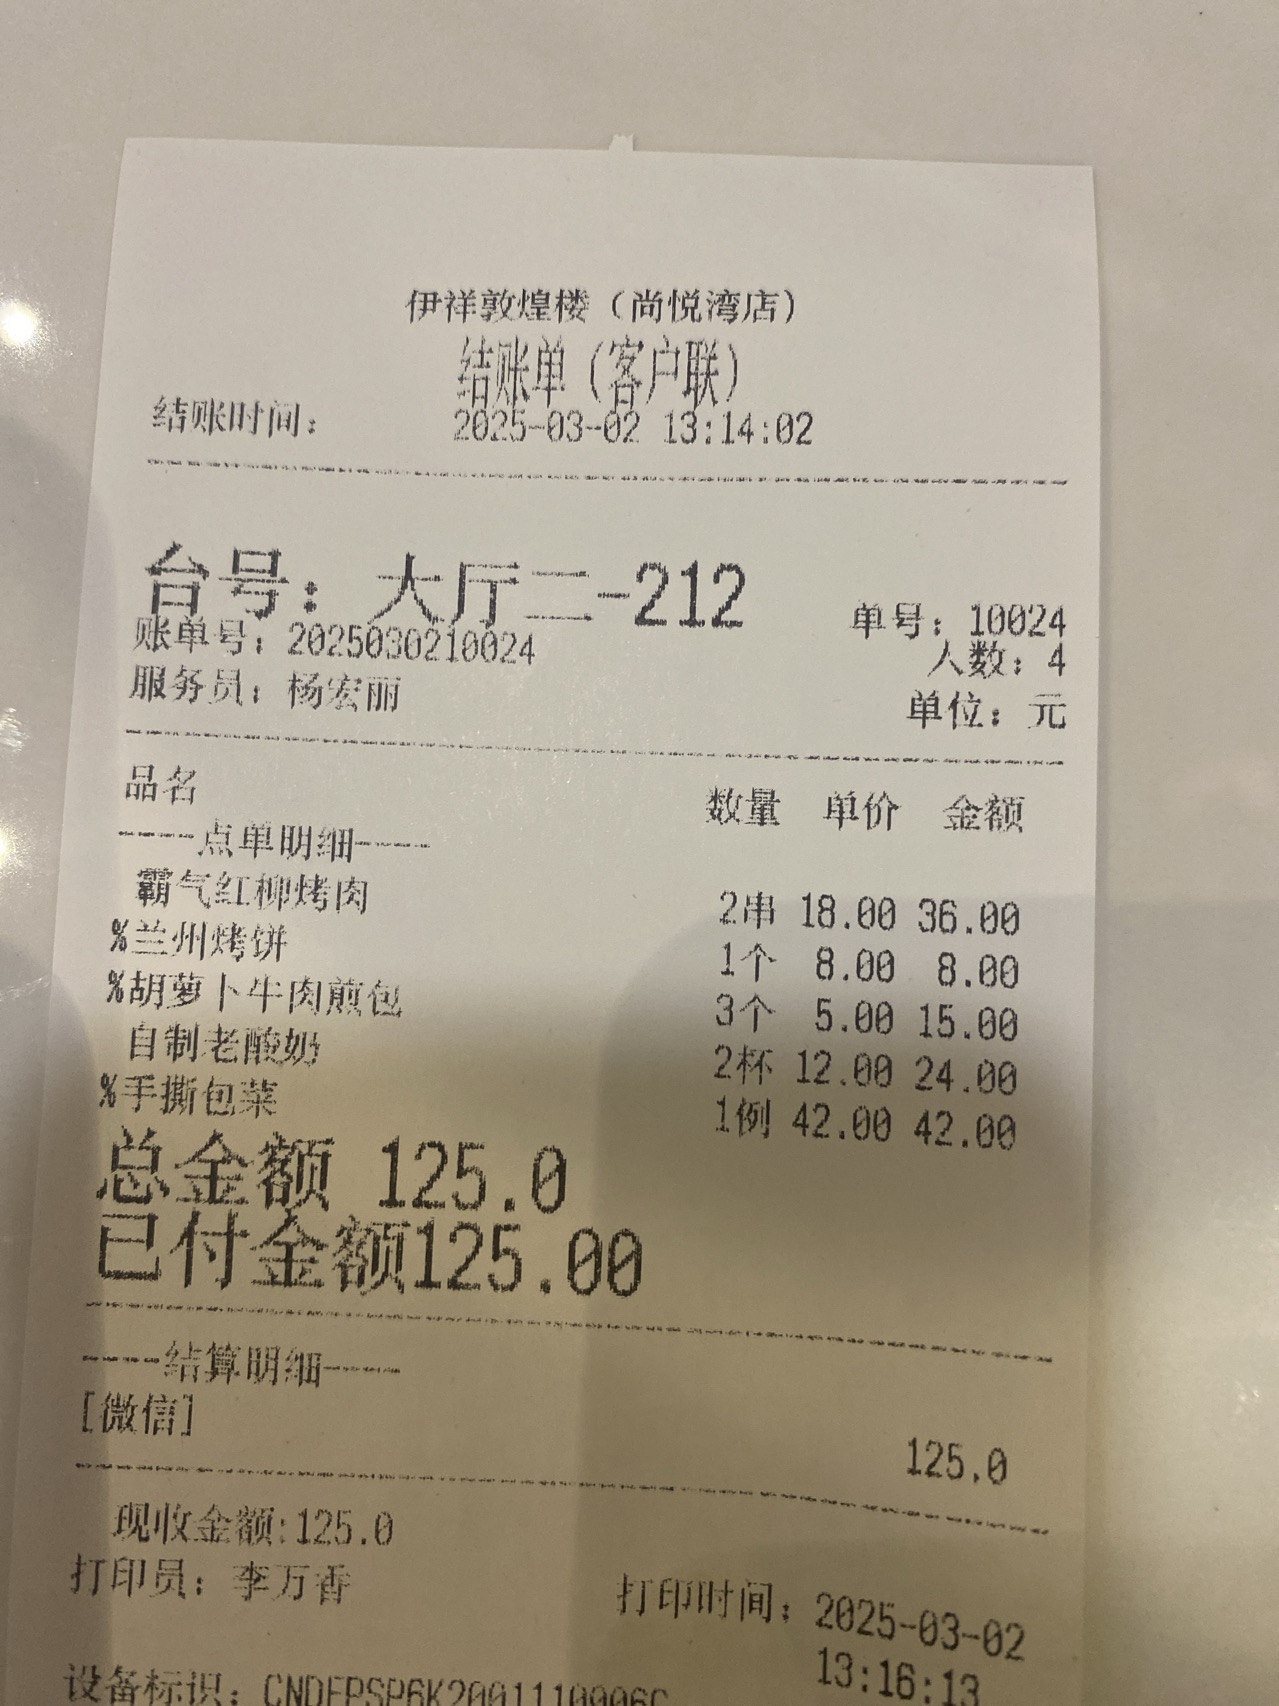 伊祥敦煌楼（尚悦湾店）
结账单（客户联）
结账时间： 2025-03-02 13:14:02
台号：大厅二-212 单号：10024
账单号：2025030210024 人数：4
服务员：杨宏丽 单位：元
品名 数量 单价 金额
----点单明细----
霸气红柳烤肉 2串 18.00 36.00
%兰州烤饼 1个 8.00 8.00
%胡萝卜牛肉煎包 3个 5.00 15.00
自制老酸奶 2杯 12.00 24.00
%手撕包菜 1例 42.00 42.00
总金额 125.0
已付金额125.00
----结算明细----
[微信] 125.0
现收金额:125.0
打印员：李万香 打印时间：2025-03-02
13:16:13
设备标识：